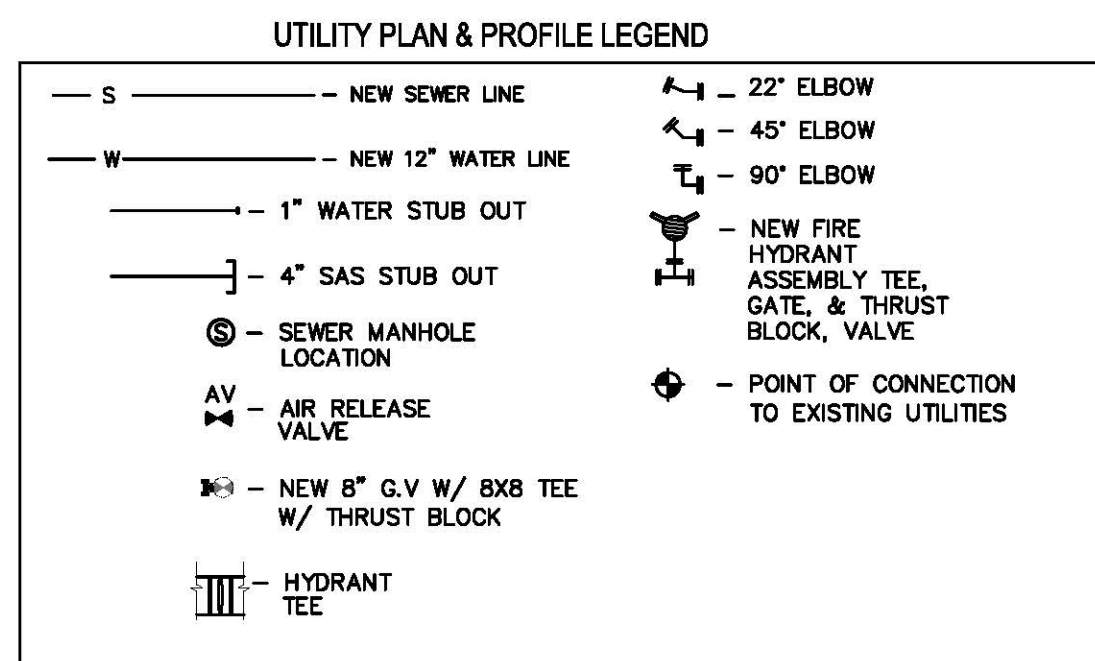 UTILITY PLAN & PROFILE LEGEND
S — NEW SEWER LINE
W — NEW 12" WATER LINE
— 1" WATER STUB OUT
— 4" SAS STUB OUT
S — SEWER MANHOLE
LOCATION
AV
— AIR RELEASE
VALVE
— NEW 8" G.V W/ 8X8 TEE
W/ THRUST BLOCK
— HYDRANT
TEE
— 22° ELBOW
— 45° ELBOW
— 90° ELBOW
— NEW FIRE
HYDRANT
ASSEMBLY TEE,
GATE, & THRUST
BLOCK, VALVE
— POINT OF CONNECTION
TO EXISTING UTILITIES